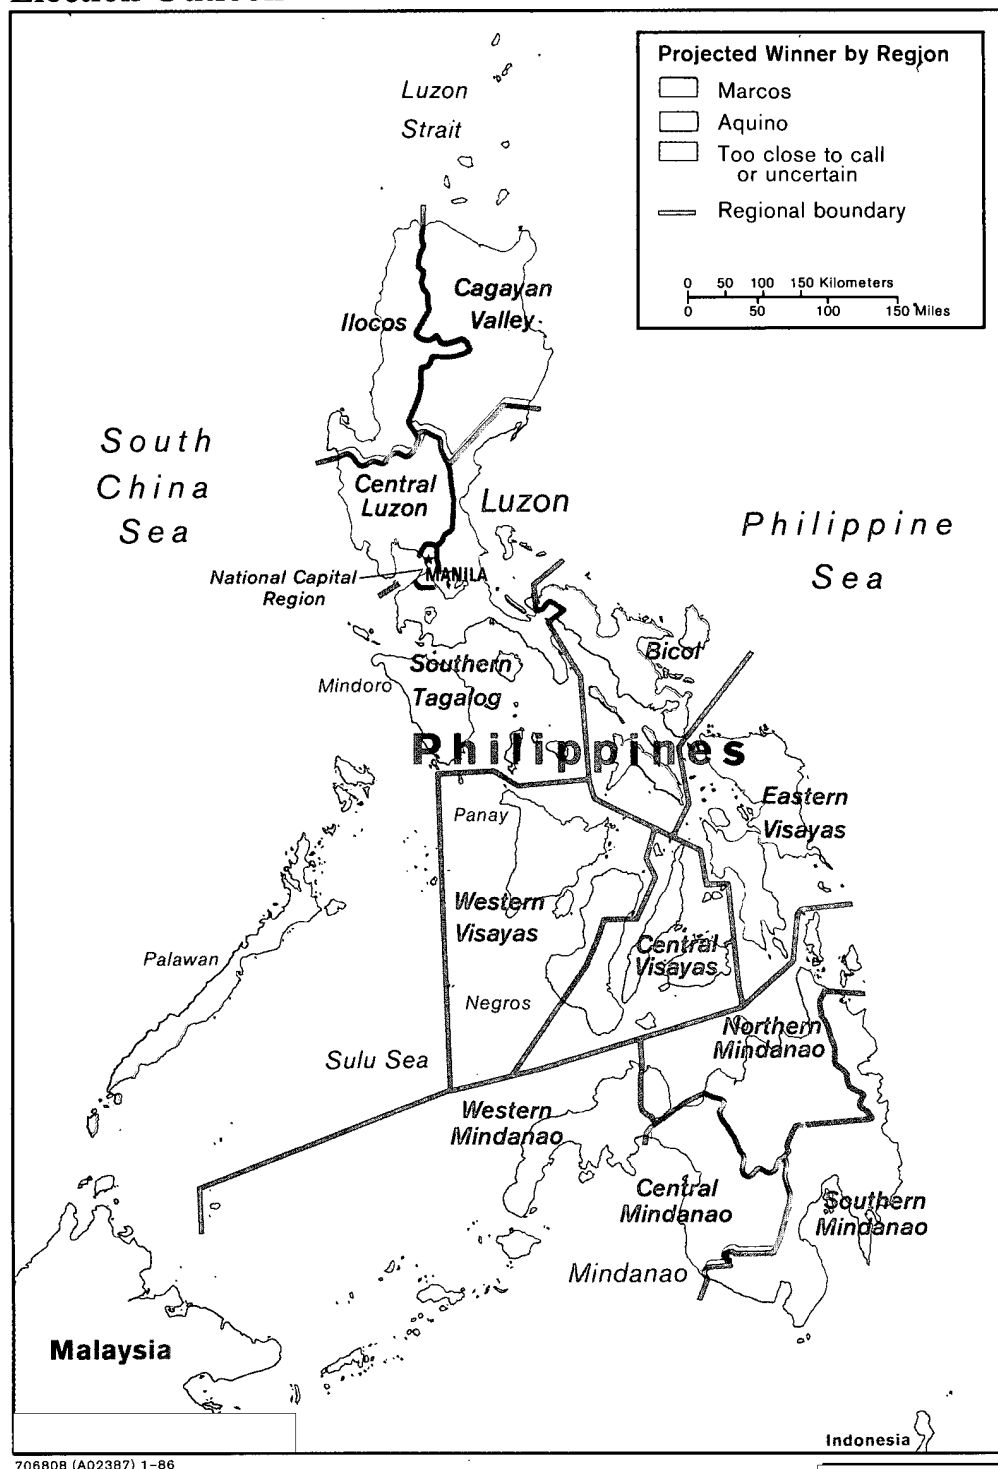 Projected Winner by Region
Marcos
Aquino
Too close to call
or uncertain
Regional boundary
0 50 100 150 Kilometers
0 50 100 150 Miles
Luzon
Strait
Cagayan
Valley
Ilocos
South
China
Sea
Central
Luzon
Luzon
Philippine
Sea
National Capital
Region
MANILA
Bicol
Southern
Tagalog
Mindoro
Philippines
Panay
Eastern
Visayas
Western
Visayas
Central
Visayas
Palawan
Negros
Northern
Mindanao
Sulu Sea
Western
Mindanao
Central
Mindanao
Southern
Mindanao
Mindanao
Malaysia
Indonesia
706808 (A02387) 1-86